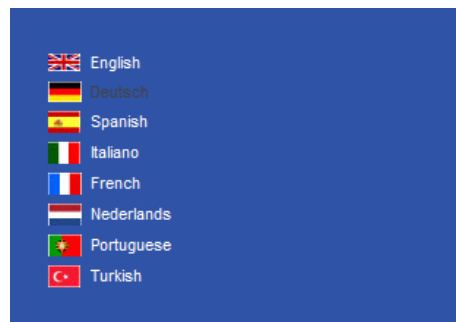 English
Deutsch
Spanish
Italiano
French
Nederlands
Portuguese
Turkish